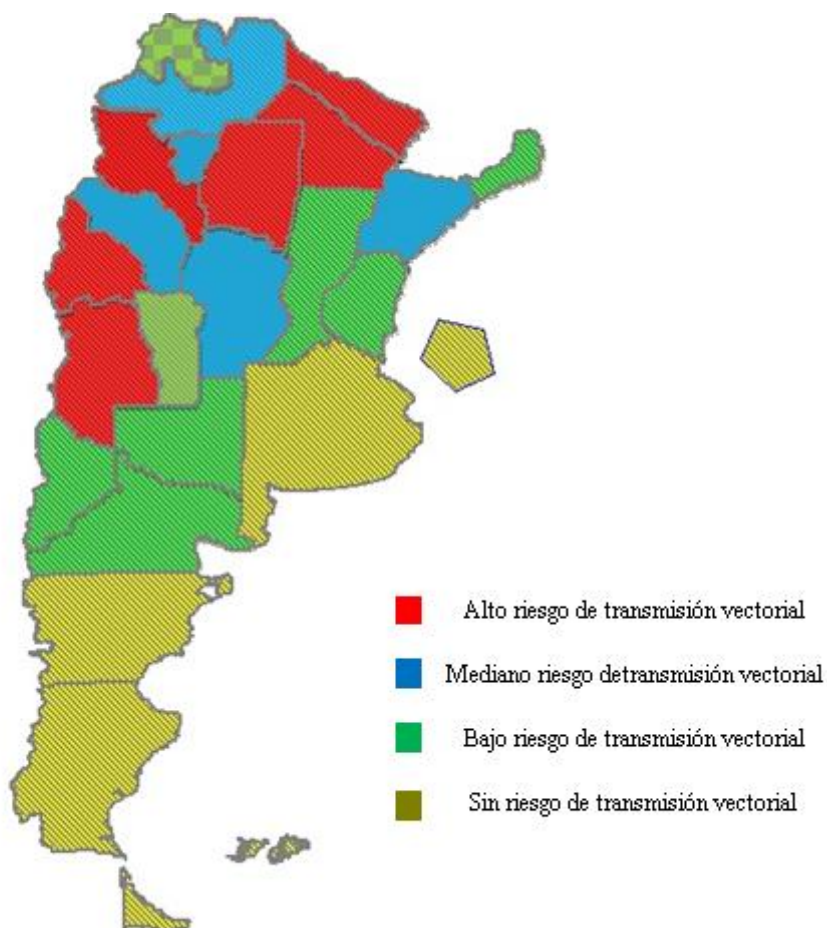 Alto riesgo de transmisión vectorial
Mediano riesgo detransmisión vectorial
Bajo riesgo de transmisión vectorial
Sin riesgo de transmisión vectorial